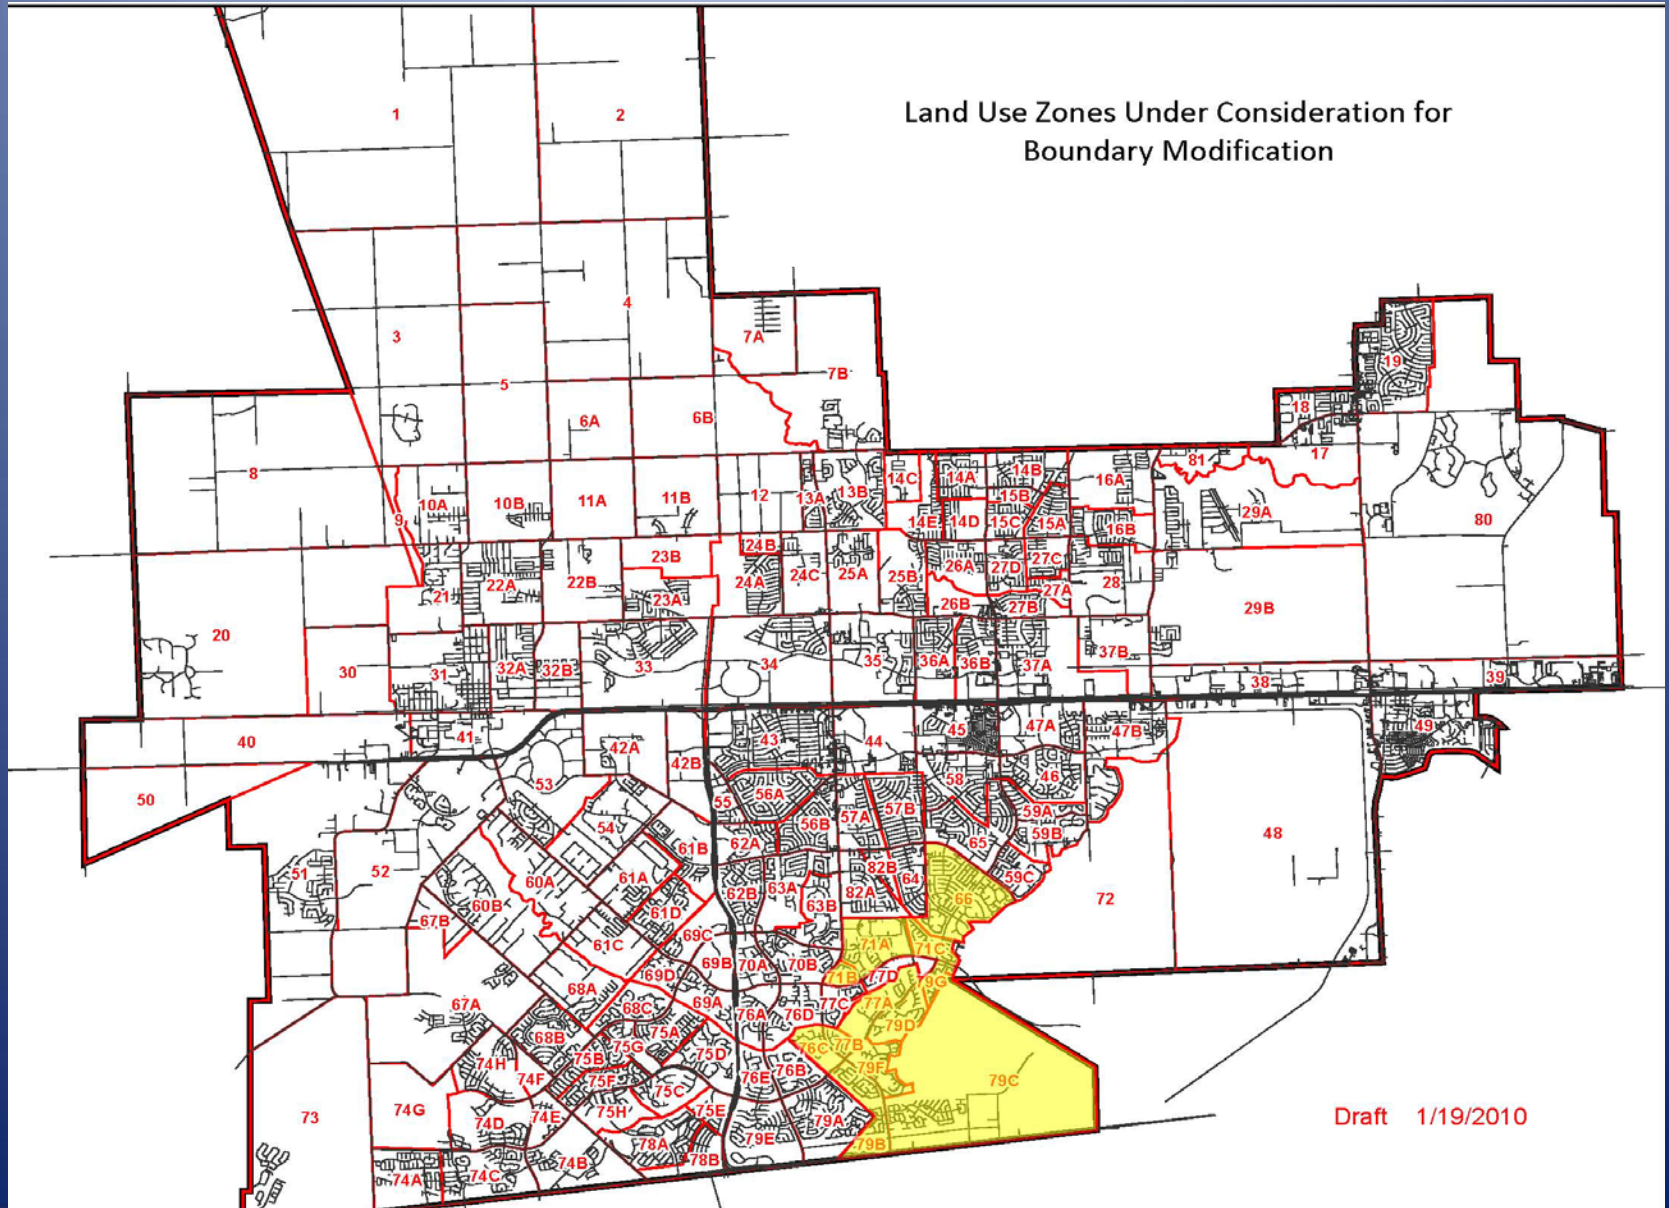 Land Use Zones Under Consideration for
Boundary Modification
1
2
3
4
5
7A
7B
6A
6B
19
18
17
8
9
10A
10B
11A
11B
12
13A
13B
14C
14A
14B
15B
14E
14D
15C
15A
16A
16B
81
29A
80
20
21
22A
22B
23B
23A
24B
24A
24C
25A
25B
26A
26B
27D
27C
27A
27B
28
29B
30
31
32A
32B
33
34
35
36A
36B
37A
37B
38
39
40
41
42A
42B
43
44
45
47A
47B
49
50
53
54
55
56A
56B
57A
57B
58
46
59A
59B
59C
65
48
51
52
60A
60B
61A
61B
61C
61D
62A
62B
63A
63B
82A
82B
64
66
72
67B
67A
68A
68B
68C
69A
69B
69C
69D
70A
70B
71A
71B
71C
77D
77A
77C
77B
79G
79D
79F
79C
73
74H
74F
74G
74D
74E
74A
74C
74B
75A
75B
75G
75F
75D
75C
75H
75E
76A
76D
76C
76E
76B
78A
78B
79E
79A
79B
Draft 1/19/2010